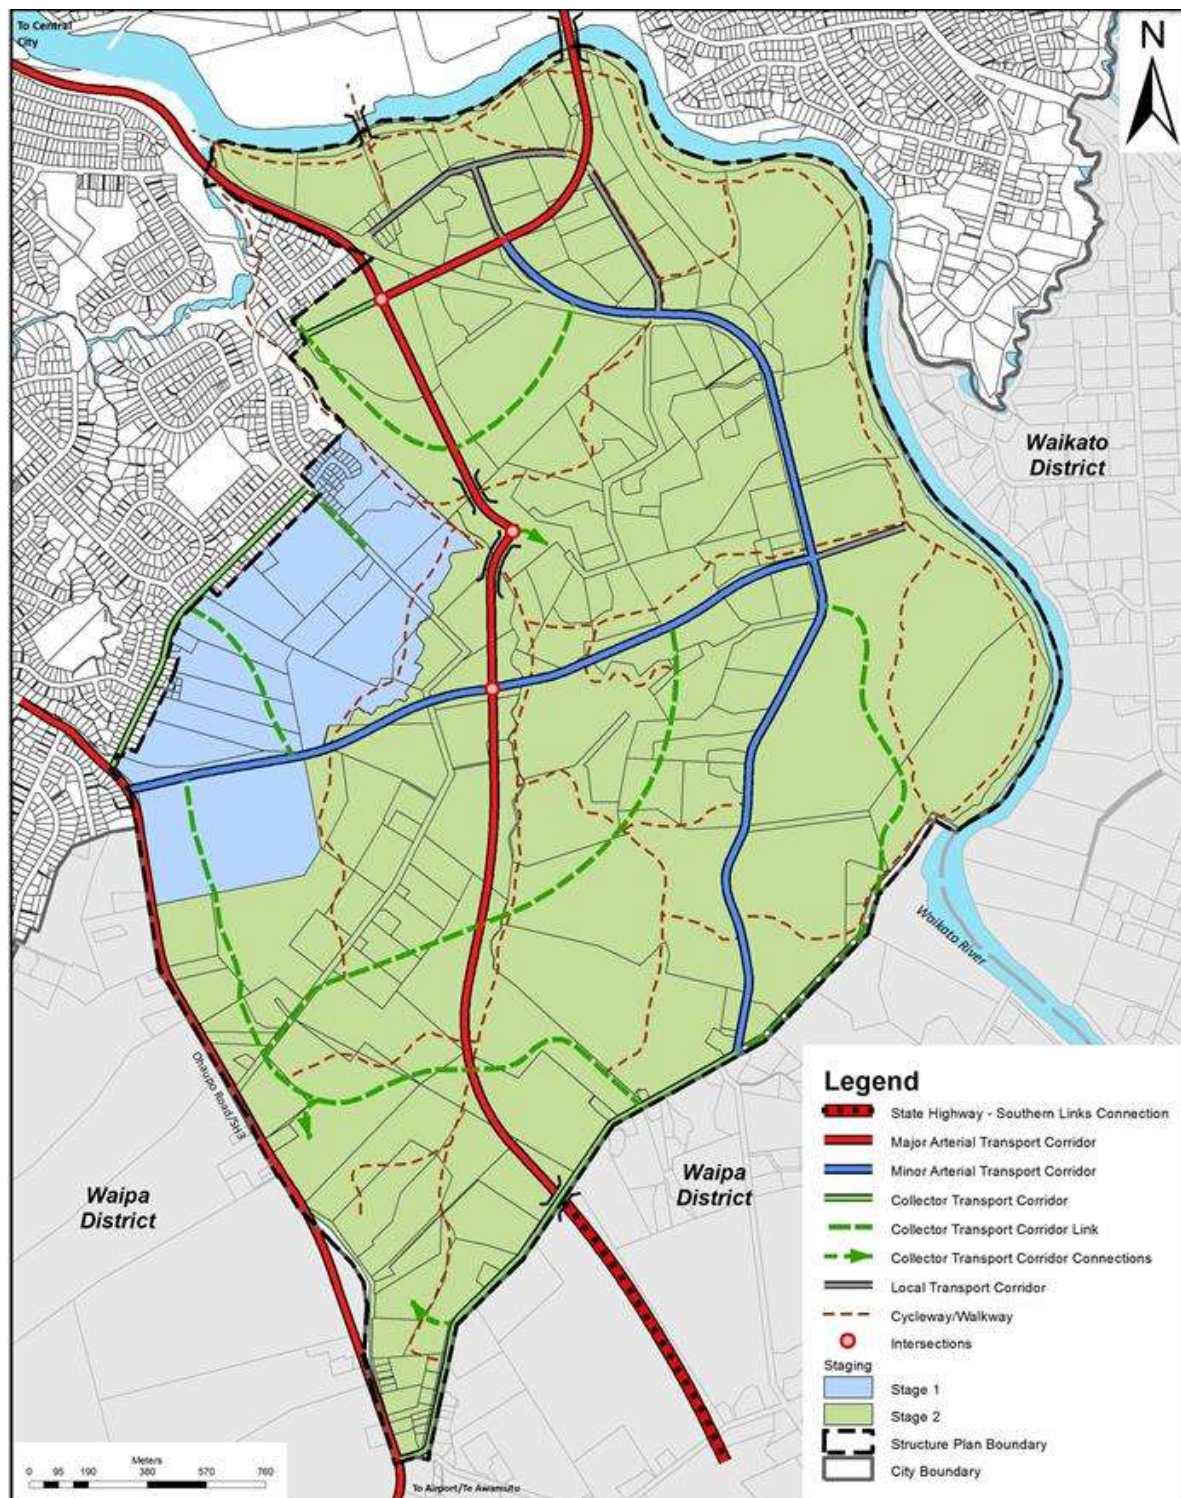 To Central
City
N
Waikato
District
Waikato River
Ohaupo Road/SH3
Waipa
District
Waipa
District
To Airport/Te Awamutu
Meters
0 95 190 380 570 760
Legend
State Highway - Southern Links Connection
Major Arterial Transport Corridor
Minor Arterial Transport Corridor
Collector Transport Corridor
Collector Transport Corridor Link
Collector Transport Corridor Connections
Local Transport Corridor
Cycleway/Walkway
Intersections
Staging
Stage 1
Stage 2
Structure Plan Boundary
City Boundary